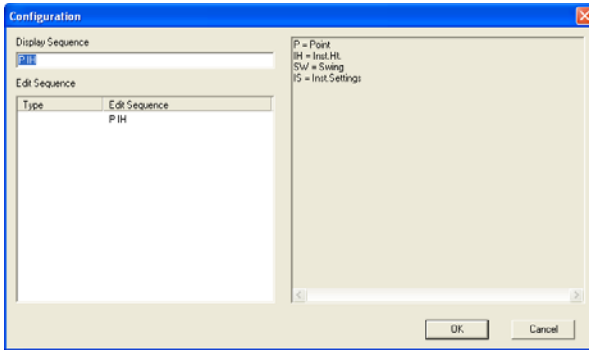 Configuration
Display Sequence
P IH
Edit Sequence
Type Edit Sequence
P IH
P = Point
IH = Inst.Ht.
SW = Swing
IS = Inst.Settings
OK Cancel